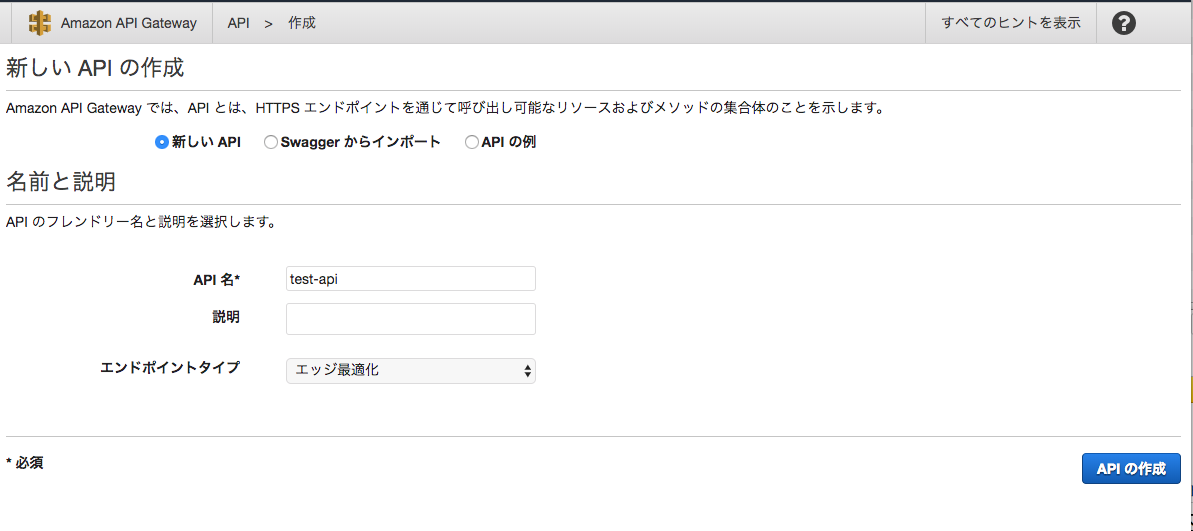 Amazon API Gateway API > 作成 すべてのヒントを表示 ?
新しい API の作成
Amazon API Gateway では、API とは、HTTPS エンドポイントを通じて呼び出し可能なリソースおよびメソッドの集合体のことを示します。
新しい API Swagger からインポート API の例
名前と説明
API のフレンドリー名と説明を選択します。
API 名* test-api
説明
エンドポイントタイプ エッジ最適化
* 必須 API の作成